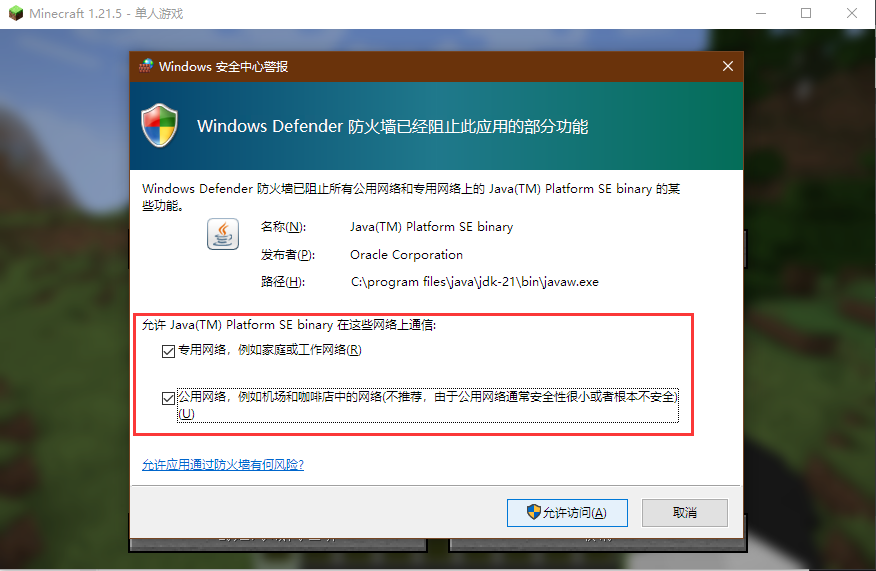 Minecraft 1.21.5 - 单人游戏
Windows 安全中心警报
Windows Defender 防火墙已经阻止此应用的部分功能
Windows Defender 防火墙已阻止所有公用网络和专用网络上的 Java(TM) Platform SE binary 的某
些功能。
名称(N): Java(TM) Platform SE binary
发布者(P): Oracle Corporation
路径(H): C:\program files\java\jdk-21\bin\javaw.exe
允许 Java(TM) Platform SE binary 在这些网络上通信:
专用网络，例如家庭或工作网络(R)
公用网络，例如机场和咖啡店中的网络(不推荐，由于公用网络通常安全性很小或者根本不安全)
(U)
允许应用通过防火墙有何风险?
允许访问(A) 取消